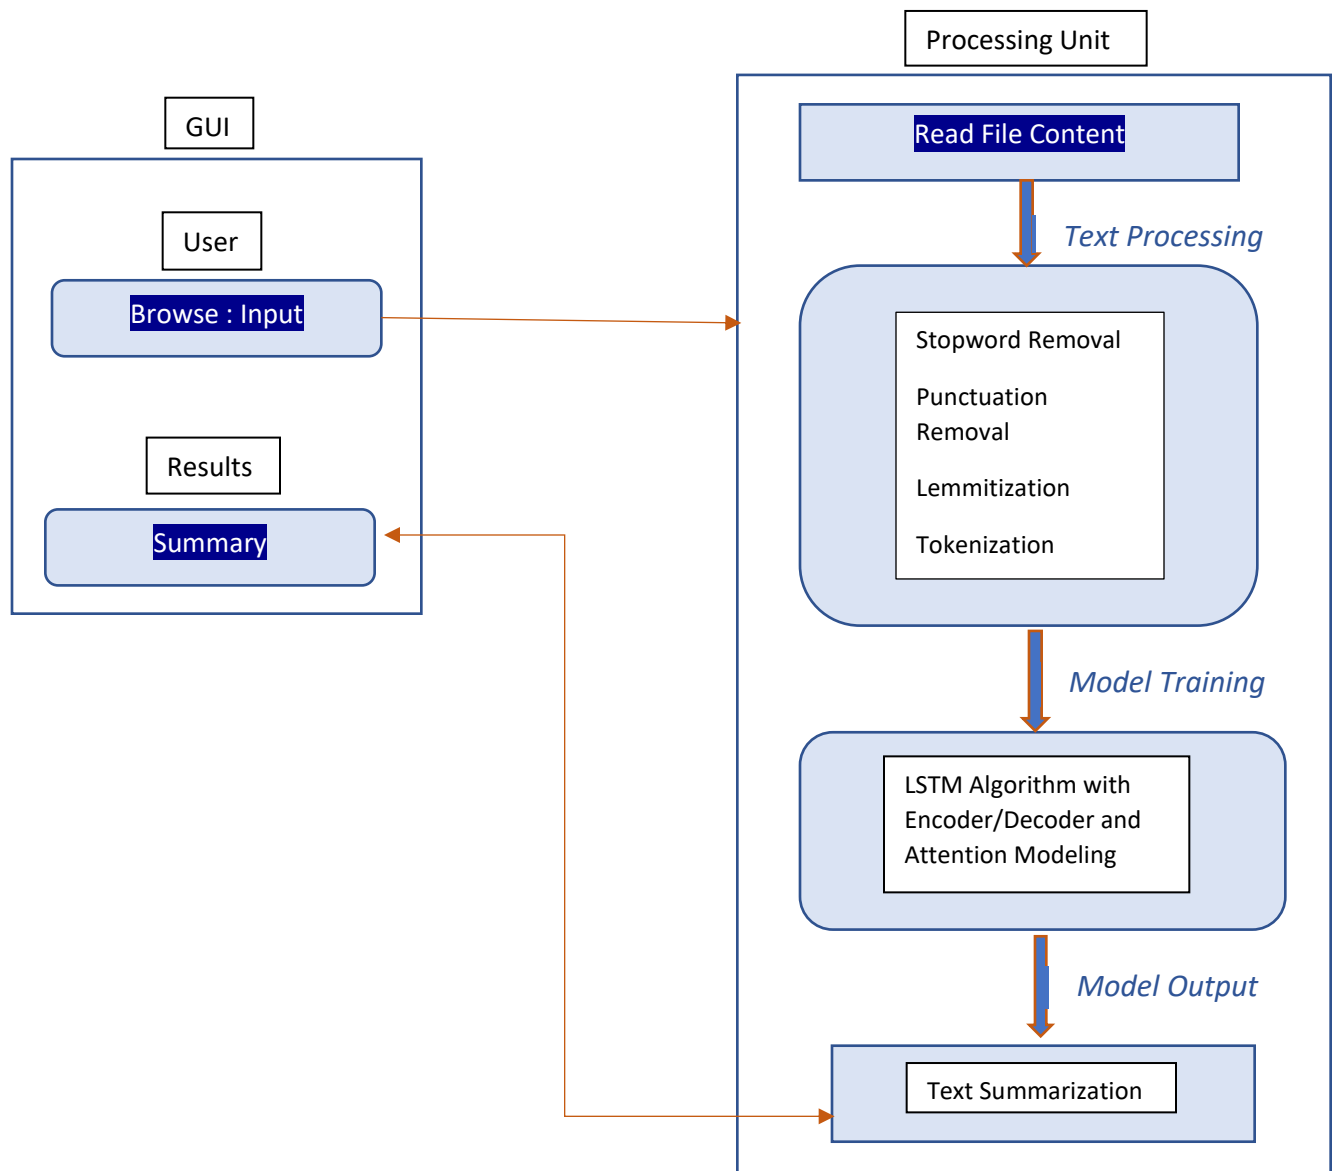 GUI
User
Browse : Input
Results
Summary
Processing Unit
Read File Content
Text Processing
Stopword Removal
Punctuation
Removal
Lemmitization
Tokenization
Model Training
LSTM Algorithm with
Encoder/Decoder and
Attention Modeling
Model Output
Text Summarization